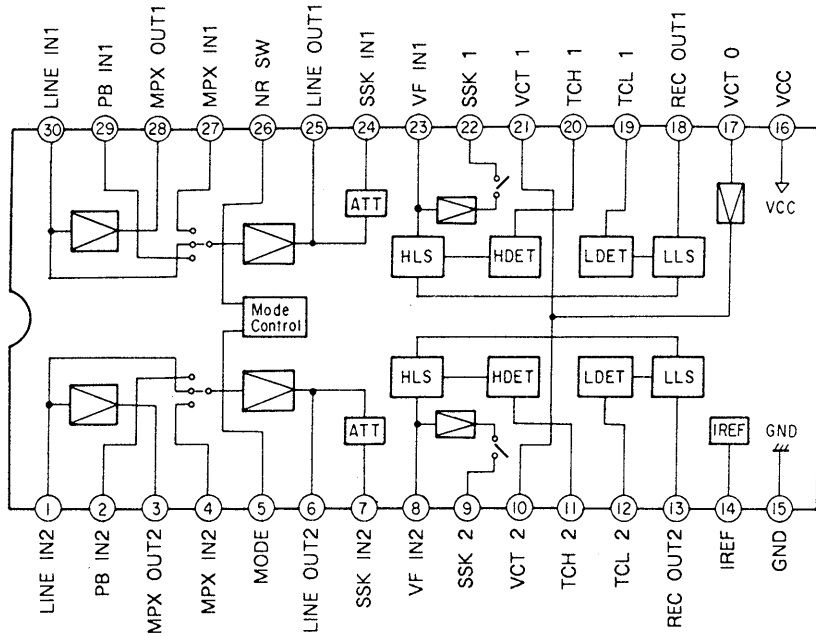 LINE IN1
PB IN1
MPX OUT1
MPX IN1
NR SW
LINE OUT1
SSK IN1
VF IN1
SSK 1
VCT 1
TCH 1
TCL 1
REC OUT1
VCT 0
VCC
30 29 28 27 26 25 24 23 22 21 20 19 18 17 16
ATT
VCC
HLS HDET LDET LLS
Mode
Control
HLS HDET LDET LLS
ATT
IREF GND
1 2 3 4 5 6 7 8 9 10 11 12 13 14 15
LINE IN2
PB IN2
MPX OUT2
MPX IN2
MODE
LINE OUT2
SSK IN2
VF IN2
SSK 2
VCT 2
TCH 2
TCL 2
REC OUT2
IREF
GND